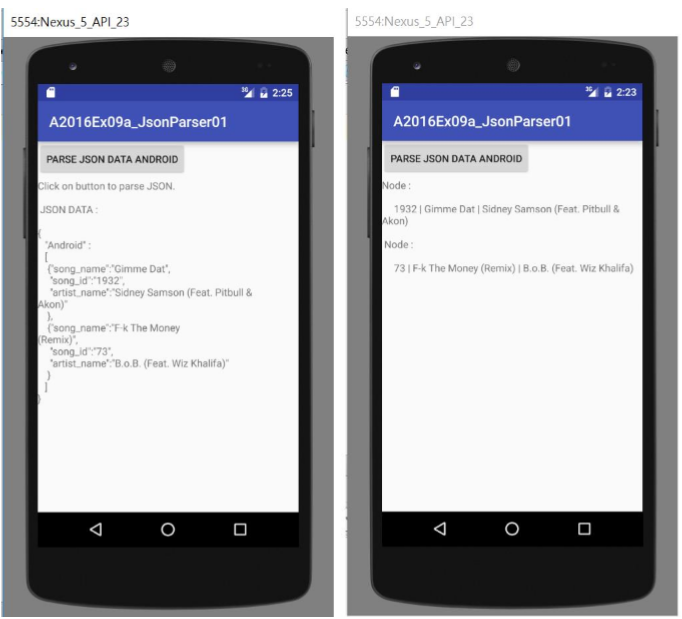 5554:Nexus_5_API_23
36 2:25
A2016Ex09a_JsonParser01
PARSE JSON DATA ANDROID
Click on button to parse JSON.
JSON DATA :
{
"Android" :
[
{"song_name":"Gimme Dat",
"song_id":"1932",
"artist_name":"Sidney Samson (Feat. Pitbull &
Akon)"
},
{"song_name":"F-k The Money
(Remix)",
"song_id":"73",
"artist_name":"B.o.B. (Feat. Wiz Khalifa)"
}
]
}
5554:Nexus_5_API_23
36 2:23
A2016Ex09a_JsonParser01
PARSE JSON DATA ANDROID
Node :
1932 | Gimme Dat | Sidney Samson (Feat. Pitbull &
Akon)
Node :
73 | F-k The Money (Remix) | B.o.B. (Feat. Wiz Khalifa)